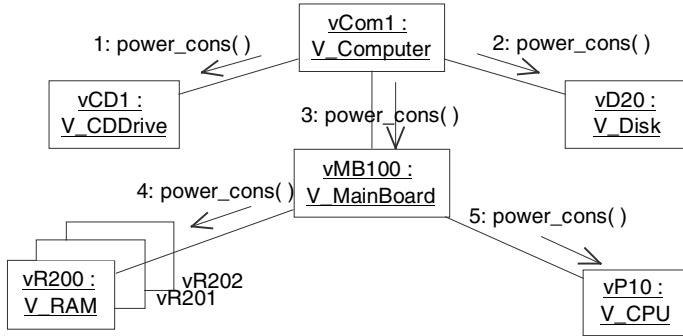 vCom1 :
V_Computer
1: power_cons( )
2: power_cons( )
vCD1 :
V_CDDrive
vD20 :
V_Disk
3: power_cons( )
vMB100 :
V_MainBoard
4: power_cons( )
5: power_cons( )
vR200 :
V_RAM
vR202
vR201
vP10 :
V_CPU